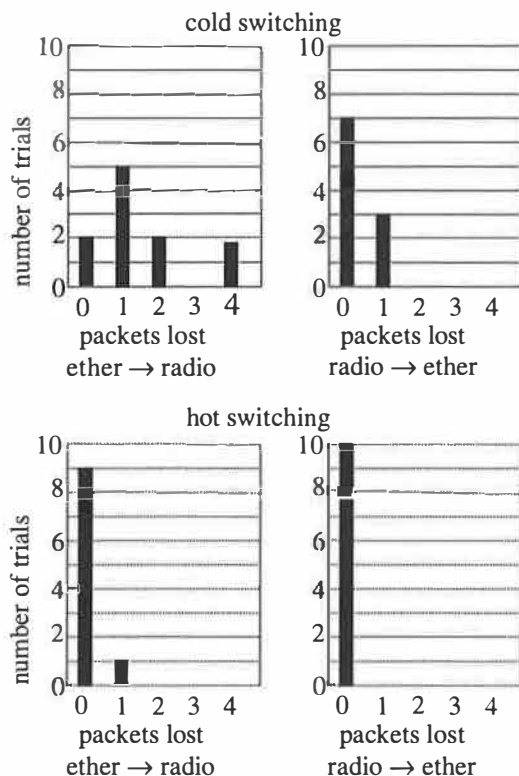 cold switching
10
8
6
4
2
0
number of trials
0 1 2 3 4
packets lost
ether → radio
10
8
6
4
2
0
0 1 2 3 4
packets lost
radio → ether
hot switching
10
8
6
4
2
0
number of trials
0 1 2 3 4
packets lost
ether → radio
10
8
6
4
2
0
0 1 2 3 4
packets lost
radio → ether